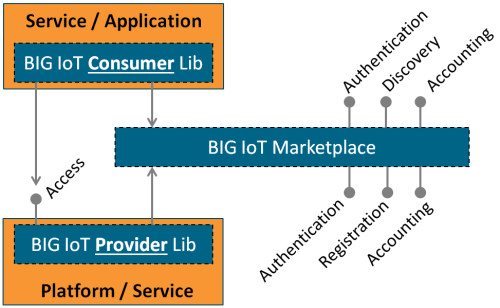 Service / Application
BIG IoT Consumer Lib
Authentication
Discovery
Accounting
BIG IoT Marketplace
Access
Authentication
Registration
Accounting
BIG IoT Provider Lib
Platform / Service